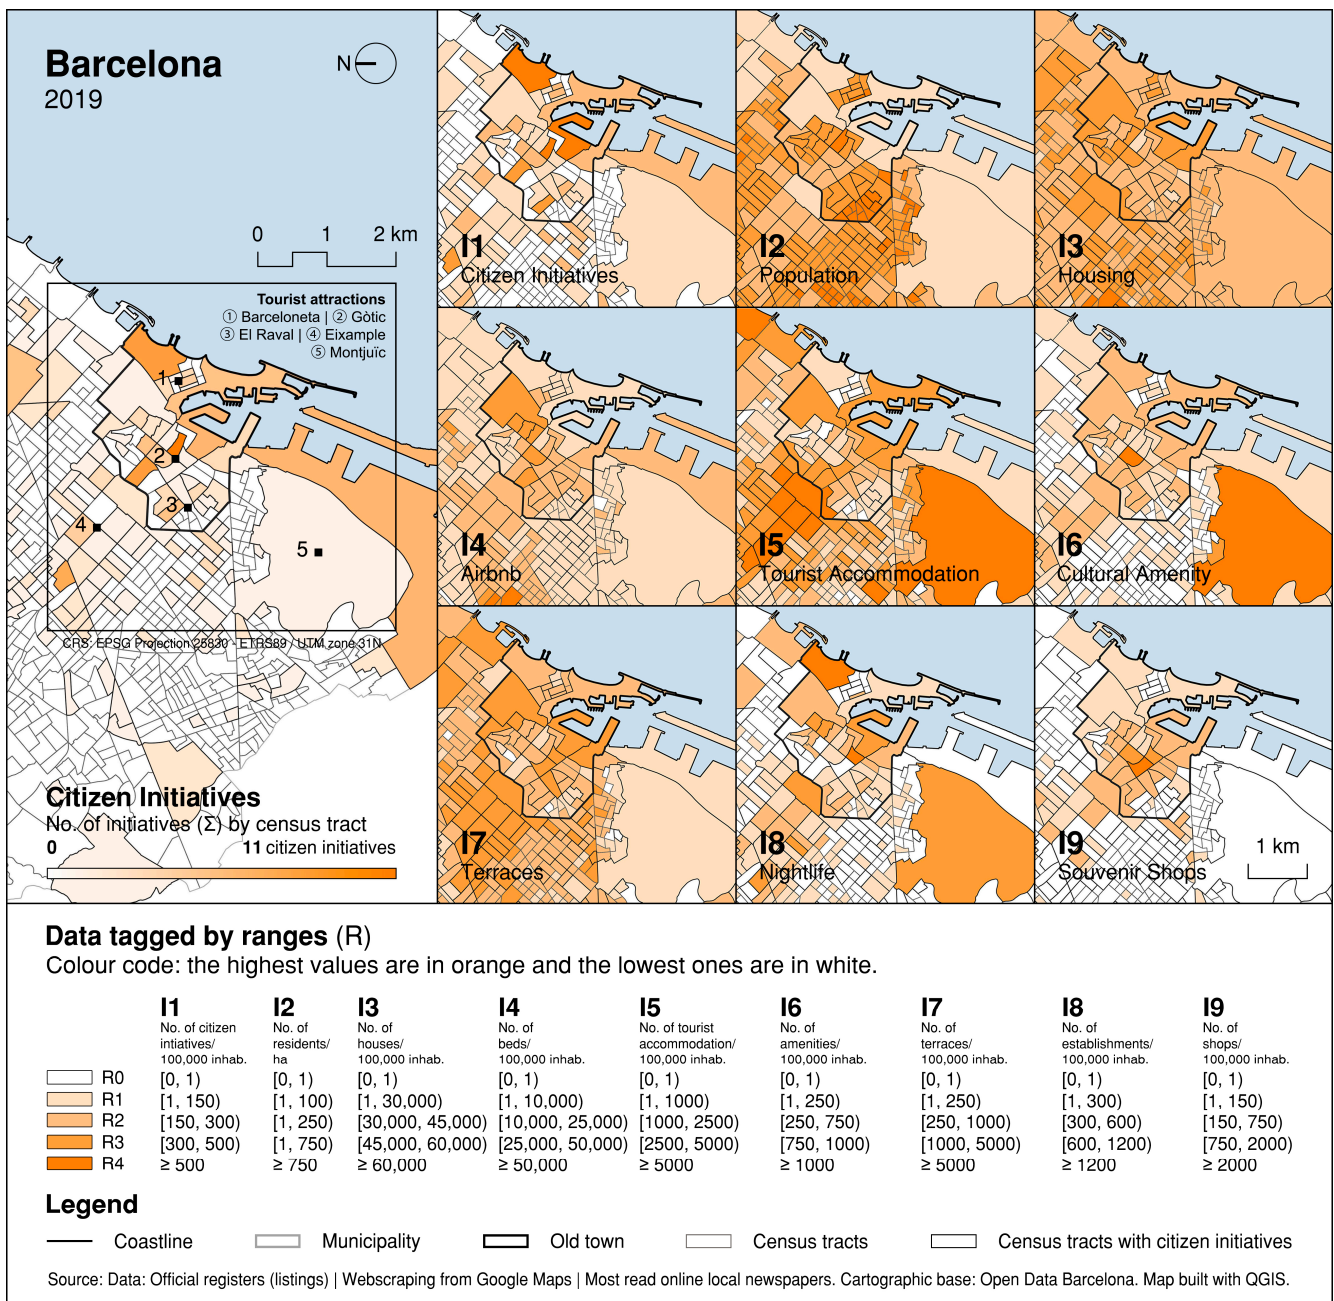 Barcelona
2019
N
0 1 2 km
Tourist attractions
① Barceloneta | ② Gòtic
③ El Raval | ④ Eixample
⑤ Montjuïc
1
2
3
4
5
CRS: EPSG Projection 25830 - ETRS89 / UTM zone 31N
Citizen Initiatives
No. of initiatives (Σ) by census tract
0 11 citizen initiatives
I1
Citizen Initiatives
I2
Population
I3
Housing
I4
Airbnb
I5
Tourist Accommodation
I6
Cultural Amenity
I7
Terraces
I8
Nightlife
I9
Souvenir Shops
1 km
Data tagged by ranges (R)
Colour code: the highest values are in orange and the lowest ones are in white.
I1 I2 I3 I4 I5 I6 I7 I8 I9
No. of citizen No. of No. of No. of No. of tourist No. of No. of No. of No. of
intiatives/ residents/ houses/ beds/ accommodation/ amenities/ terraces/ establishments/ shops/
100,000 inhab. ha 100,000 inhab. 100,000 inhab. 100,000 inhab. 100,000 inhab. 100,000 inhab. 100,000 inhab. 100,000 inhab.
R0 [0, 1) [0, 1) [0, 1) [0, 1) [0, 1) [0, 1) [0, 1) [0, 1) [0, 1)
R1 [1, 150) [1, 100) [1, 30,000) [1, 10,000) [1, 1000) [1, 250) [1, 250) [1, 300) [1, 150)
R2 [150, 300) [1, 250) [30,000, 45,000) [10,000, 25,000) [1000, 2500) [250, 750) [250, 1000) [300, 600) [150, 750)
R3 [300, 500) [1, 750) [45,000, 60,000) [25,000, 50,000) [2500, 5000) [750, 1000) [1000, 5000) [600, 1200) [750, 2000)
R4 ≥ 500 ≥ 750 ≥ 60,000 ≥ 50,000 ≥ 5000 ≥ 1000 ≥ 5000 ≥ 1200 ≥ 2000
Legend
Coastline Municipality Old town Census tracts Census tracts with citizen initiatives
Source: Data: Official registers (listings) | Webscraping from Google Maps | Most read online local newspapers. Cartographic base: Open Data Barcelona. Map built with QGIS.